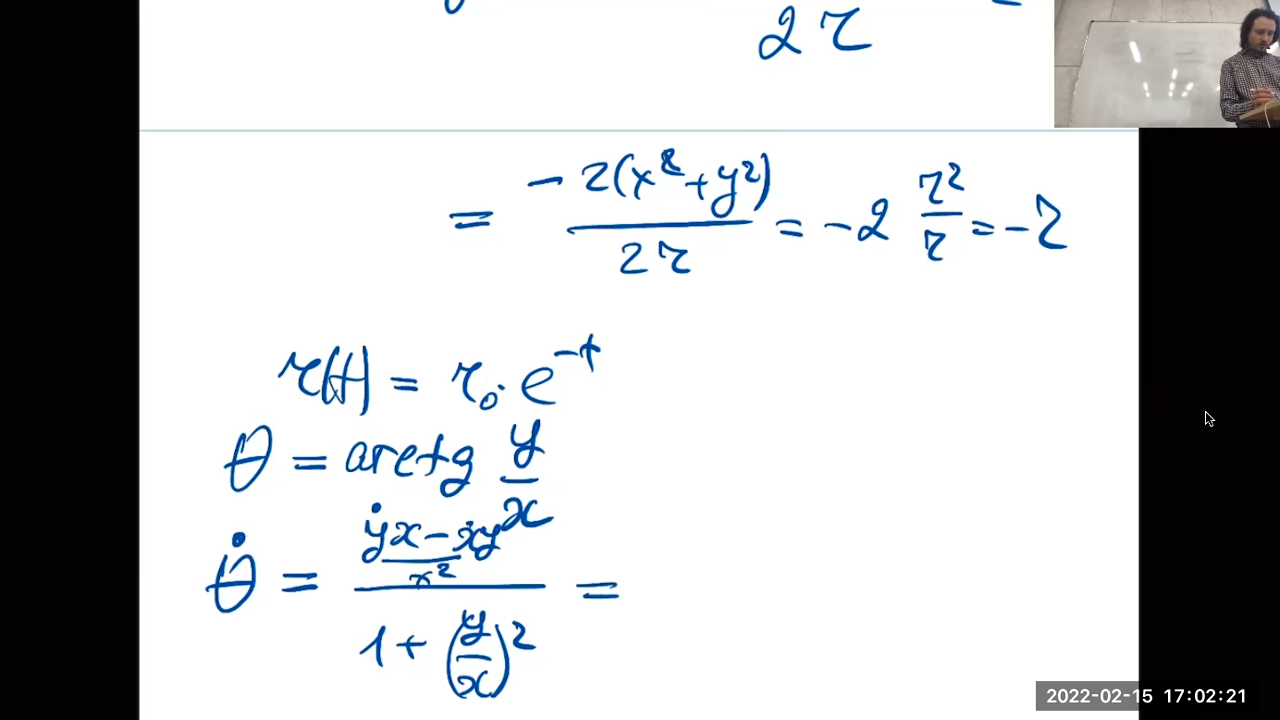 2r
= -2(x²+y²)/2r = -2 r²/r = -r
r(t) = r₀·e^{-t}
θ = arctg y/x
θ̇ = ((ẏx-ẋy)/x²)/(1+(y/x)²) =
2022-02-15 17:02:21